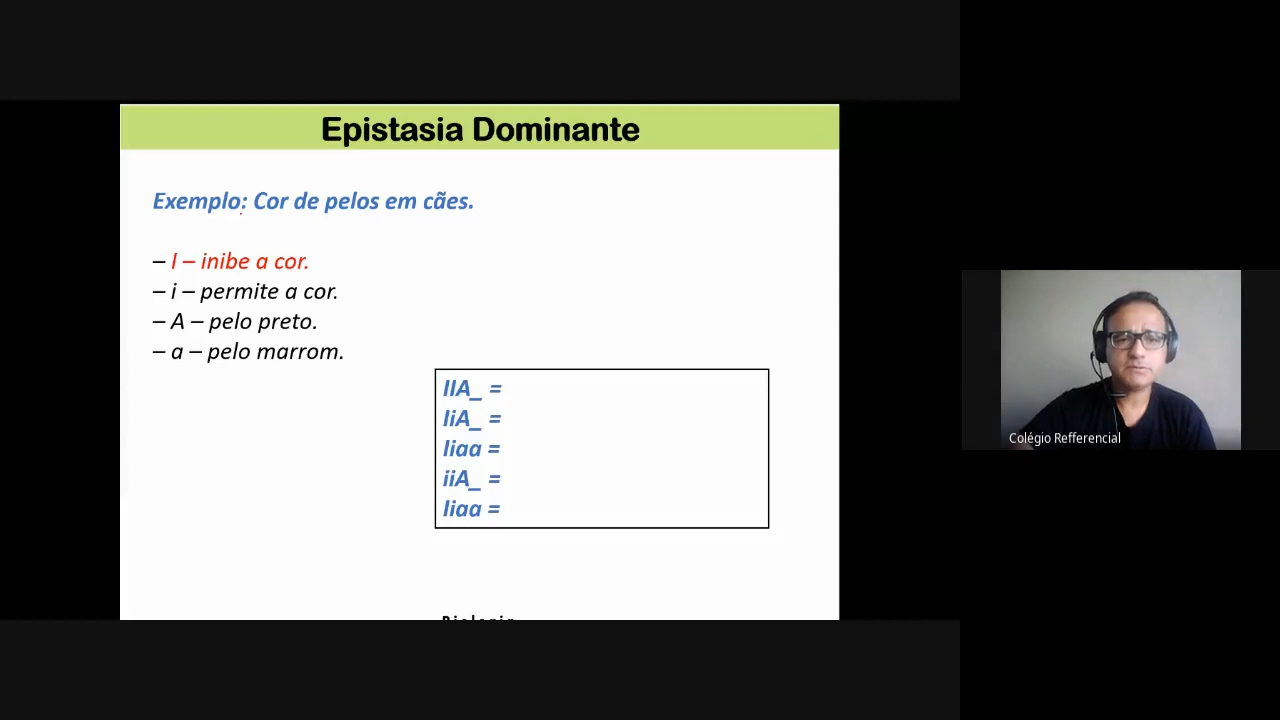 Epistasia Dominante
Exemplo: Cor de pelos em cães.
– I – inibe a cor.
– i – permite a cor.
– A – pelo preto.
– a – pelo marrom.
IIA_ =
IiA_ =
Iiaa =
iiA_ =
Iiaa =
Colégio Refferencial